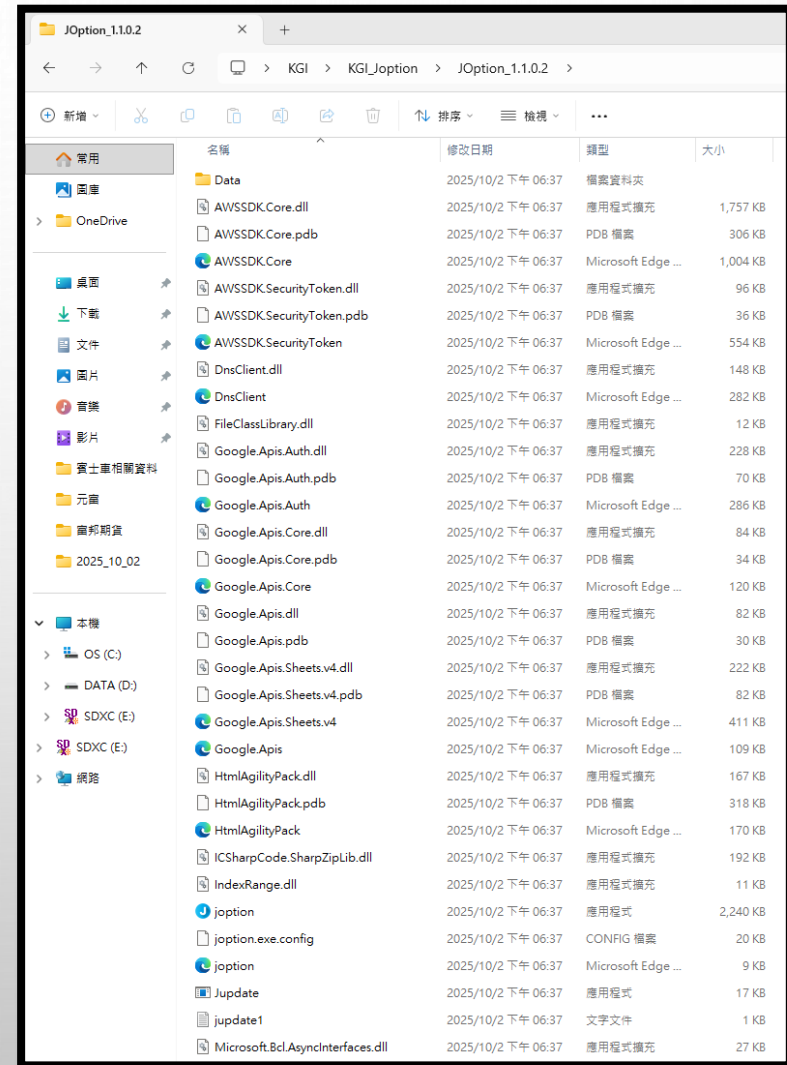 JOption_1.1.0.2
KGI > KGI_Joption > JOption_1.1.0.2 >
新增 排序 檢視 ...
名稱 修改日期 類型 大小
常用
圖庫
OneDrive
桌面
下載
文件
圖片
音樂
影片
賓士車相關資料
元富
富邦期貨
2025_10_02
本機
OS (C:)
DATA (D:)
SDXC (E:)
SDXC (E:)
網路
Data 2025/10/2 下午 06:37 檔案資料夾
AWSSDK.Core.dll 2025/10/2 下午 06:37 應用程式擴充 1,757 KB
AWSSDK.Core.pdb 2025/10/2 下午 06:37 PDB 檔案 306 KB
AWSSDK.Core 2025/10/2 下午 06:37 Microsoft Edge ... 1,004 KB
AWSSDK.SecurityToken.dll 2025/10/2 下午 06:37 應用程式擴充 96 KB
AWSSDK.SecurityToken.pdb 2025/10/2 下午 06:37 PDB 檔案 36 KB
AWSSDK.SecurityToken 2025/10/2 下午 06:37 Microsoft Edge ... 554 KB
DnsClient.dll 2025/10/2 下午 06:37 應用程式擴充 148 KB
DnsClient 2025/10/2 下午 06:37 Microsoft Edge ... 282 KB
FileClassLibrary.dll 2025/10/2 下午 06:37 應用程式擴充 12 KB
Google.Apis.Auth.dll 2025/10/2 下午 06:37 應用程式擴充 228 KB
Google.Apis.Auth.pdb 2025/10/2 下午 06:37 PDB 檔案 70 KB
Google.Apis.Auth 2025/10/2 下午 06:37 Microsoft Edge ... 286 KB
Google.Apis.Core.dll 2025/10/2 下午 06:37 應用程式擴充 84 KB
Google.Apis.Core.pdb 2025/10/2 下午 06:37 PDB 檔案 34 KB
Google.Apis.Core 2025/10/2 下午 06:37 Microsoft Edge ... 120 KB
Google.Apis.dll 2025/10/2 下午 06:37 應用程式擴充 82 KB
Google.Apis.pdb 2025/10/2 下午 06:37 PDB 檔案 30 KB
Google.Apis.Sheets.v4.dll 2025/10/2 下午 06:37 應用程式擴充 222 KB
Google.Apis.Sheets.v4.pdb 2025/10/2 下午 06:37 PDB 檔案 82 KB
Google.Apis.Sheets.v4 2025/10/2 下午 06:37 Microsoft Edge ... 411 KB
Google.Apis 2025/10/2 下午 06:37 Microsoft Edge ... 109 KB
HtmlAgilityPack.dll 2025/10/2 下午 06:37 應用程式擴充 167 KB
HtmlAgilityPack.pdb 2025/10/2 下午 06:37 PDB 檔案 318 KB
HtmlAgilityPack 2025/10/2 下午 06:37 Microsoft Edge ... 170 KB
ICSharpCode.SharpZipLib.dll 2025/10/2 下午 06:37 應用程式擴充 192 KB
IndexRange.dll 2025/10/2 下午 06:37 應用程式擴充 11 KB
joption 2025/10/2 下午 06:37 應用程式 2,240 KB
joption.exe.config 2025/10/2 下午 06:37 CONFIG 檔案 20 KB
joption 2025/10/2 下午 06:37 Microsoft Edge ... 9 KB
Jupdate 2025/10/2 下午 06:37 應用程式 17 KB
jupdate1 2025/10/2 下午 06:37 文字文件 1 KB
Microsoft.Bcl.AsyncInterfaces.dll 2025/10/2 下午 06:37 應用程式擴充 27 KB